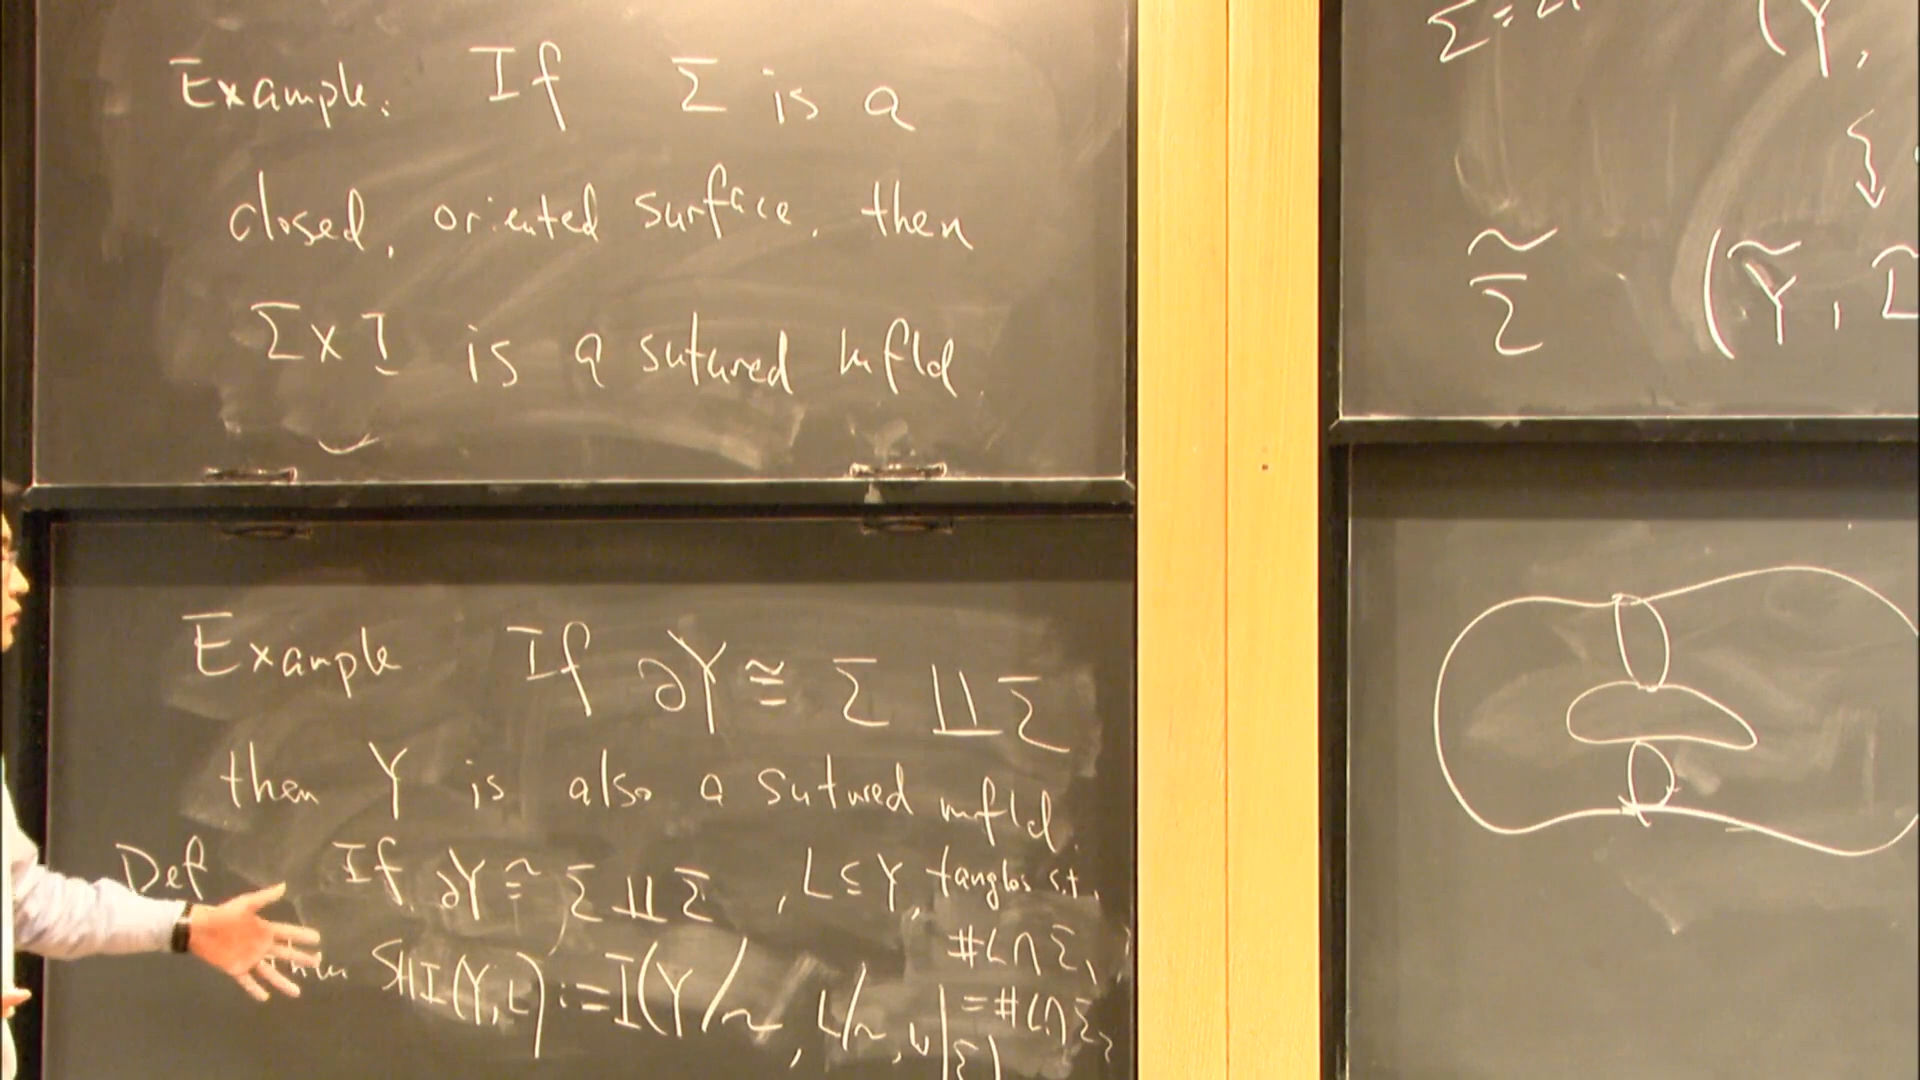 Example: If Σ is a
closed, oriented surface, then
Σ×I is a sutured mfld.
Example If ∂Y ≅ Σ ⨿ Σ
then Y is also a sutured mfld.
Def If ∂Y ≅ Σ ⨿ Σ, L ⊆ Y, tangles s.t.
#L∩Σ₁
= #L∩Σ₂
then SHI(Y,L) := I(Y/~, L/~, w|Σ)
(Y,
Σ̃ (Ỹ,